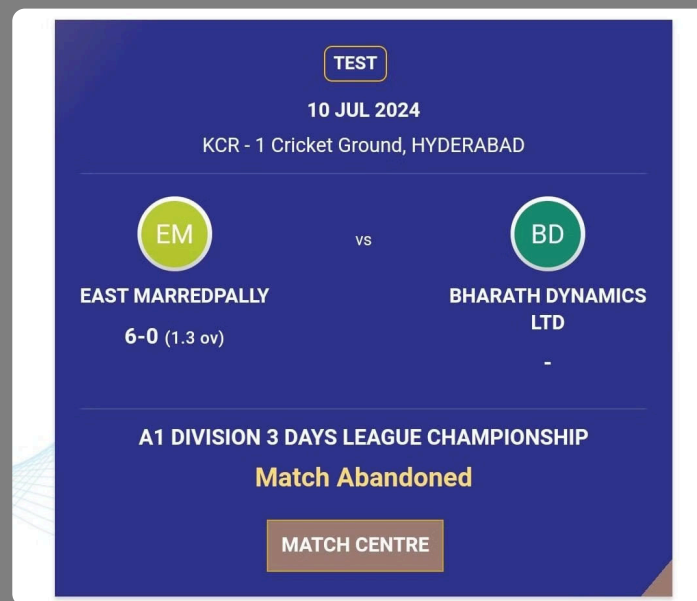 TEST
10 JUL 2024
KCR - 1 Cricket Ground, HYDERABAD
EM
vs
BD
EAST MARREDPALLY
6-0 (1.3 ov)
BHARATH DYNAMICS
LTD
-
A1 DIVISION 3 DAYS LEAGUE CHAMPIONSHIP
Match Abandoned
MATCH CENTRE